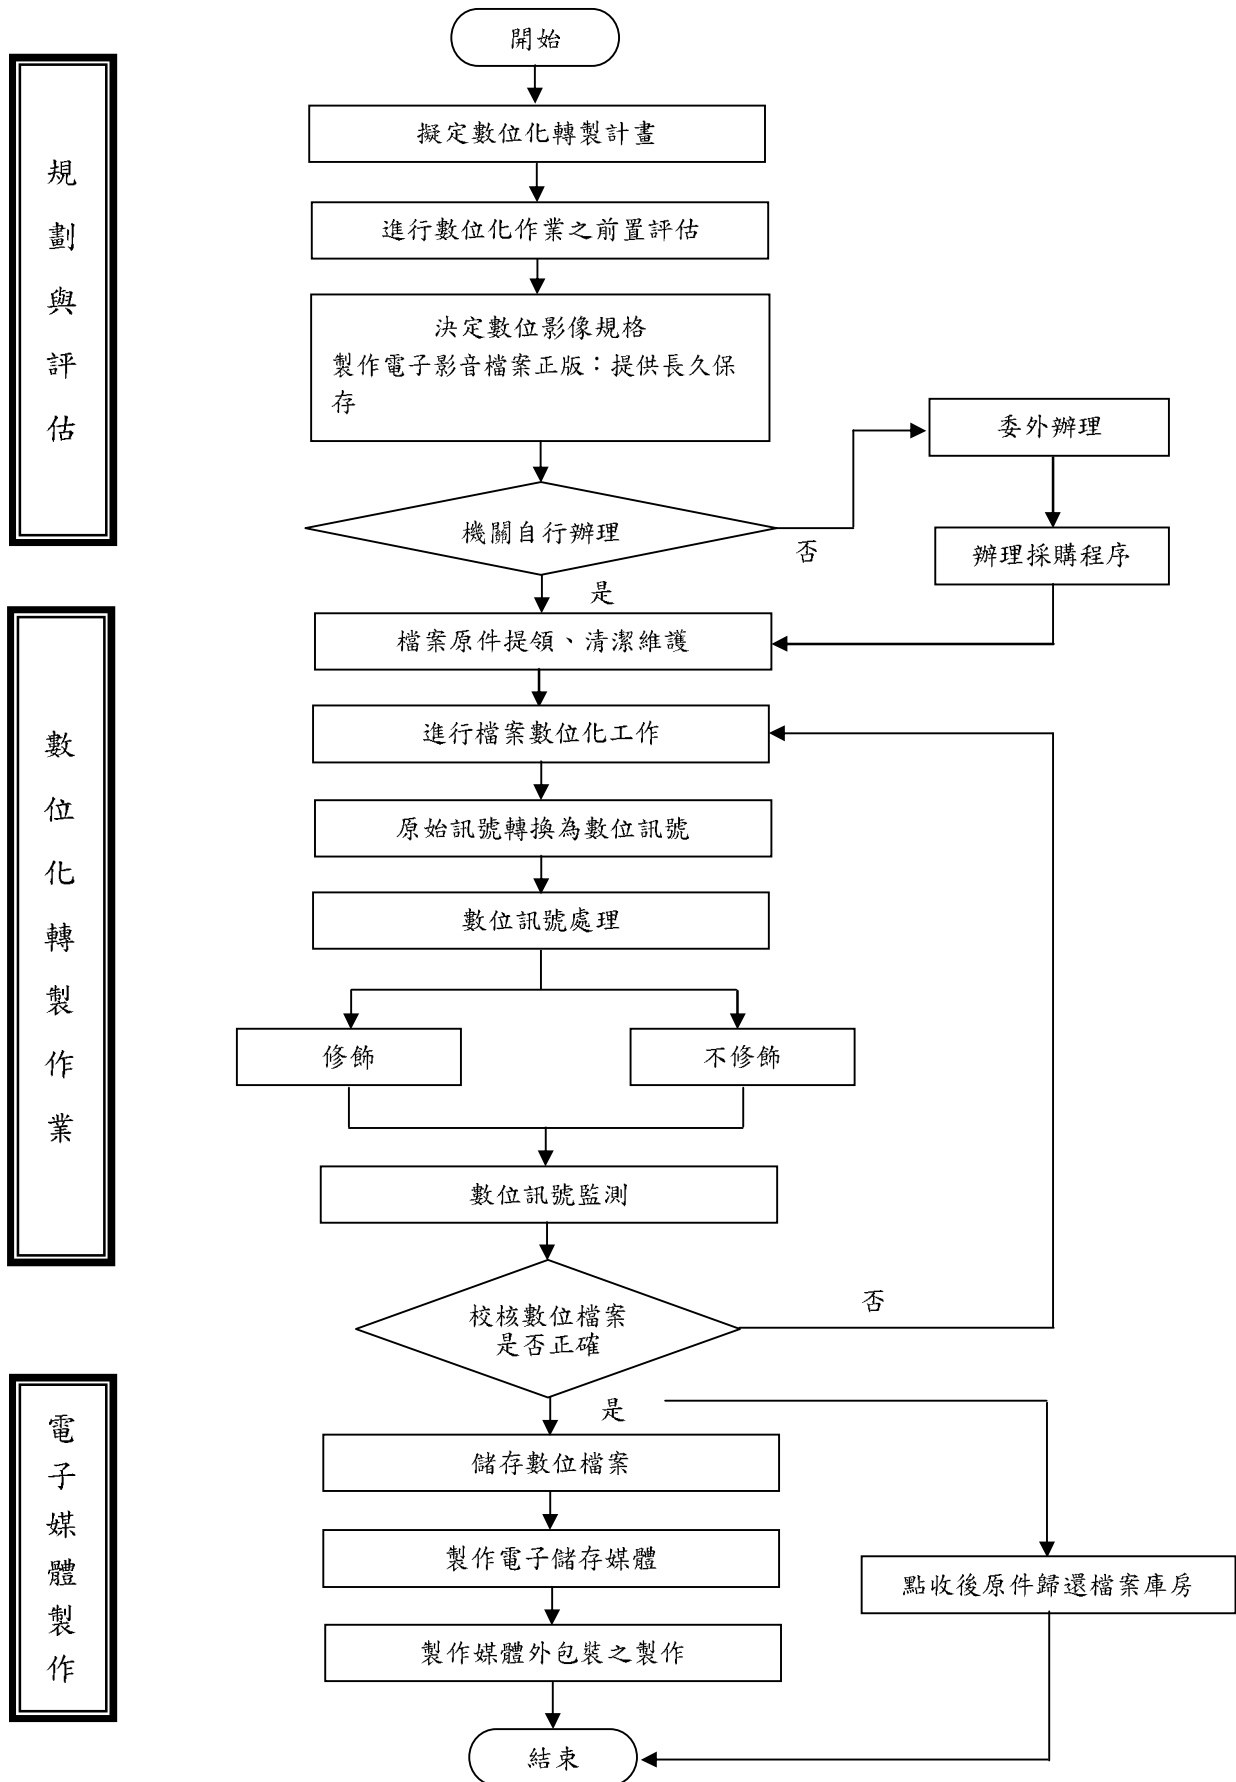 開始
規劃與評估
擬定數位化轉製計畫
進行數位化作業之前置評估
決定數位影像規格
製作電子影音檔案正版：提供長久保
存
委外辦理
機關自行辦理
否
辦理採購程序
是
數位化轉製作業
檔案原件提領、清潔維護
進行檔案數位化工作
原始訊號轉換為數位訊號
數位訊號處理
修飾
不修飾
數位訊號監測
校核數位檔案
是否正確
否
電子媒體製作
是
儲存數位檔案
製作電子儲存媒體
點收後原件歸還檔案庫房
製作媒體外包裝之製作
結束